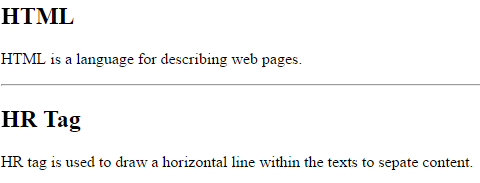 HTML
HTML is a language for describing web pages.
HR Tag
HR tag is used to draw a horizontal line within the texts to sepate content.